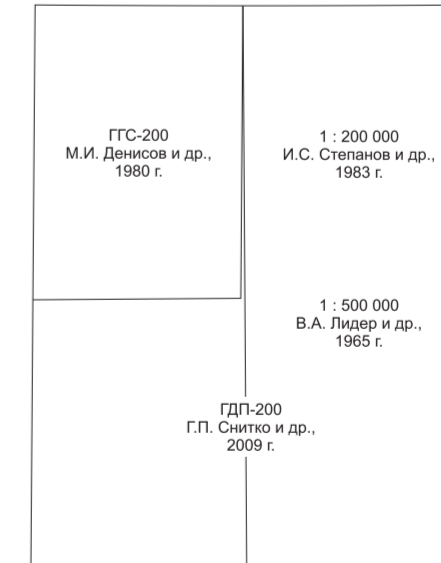 ГГС-200
М.И. Денисов и др.,
1980 г.
1 : 200 000
И.С. Степанов и др.,
1983 г.
1 : 500 000
В.А. Лидер и др.,
1965 г.
ГДП-200
Г.П. Снитко и др.,
2009 г.